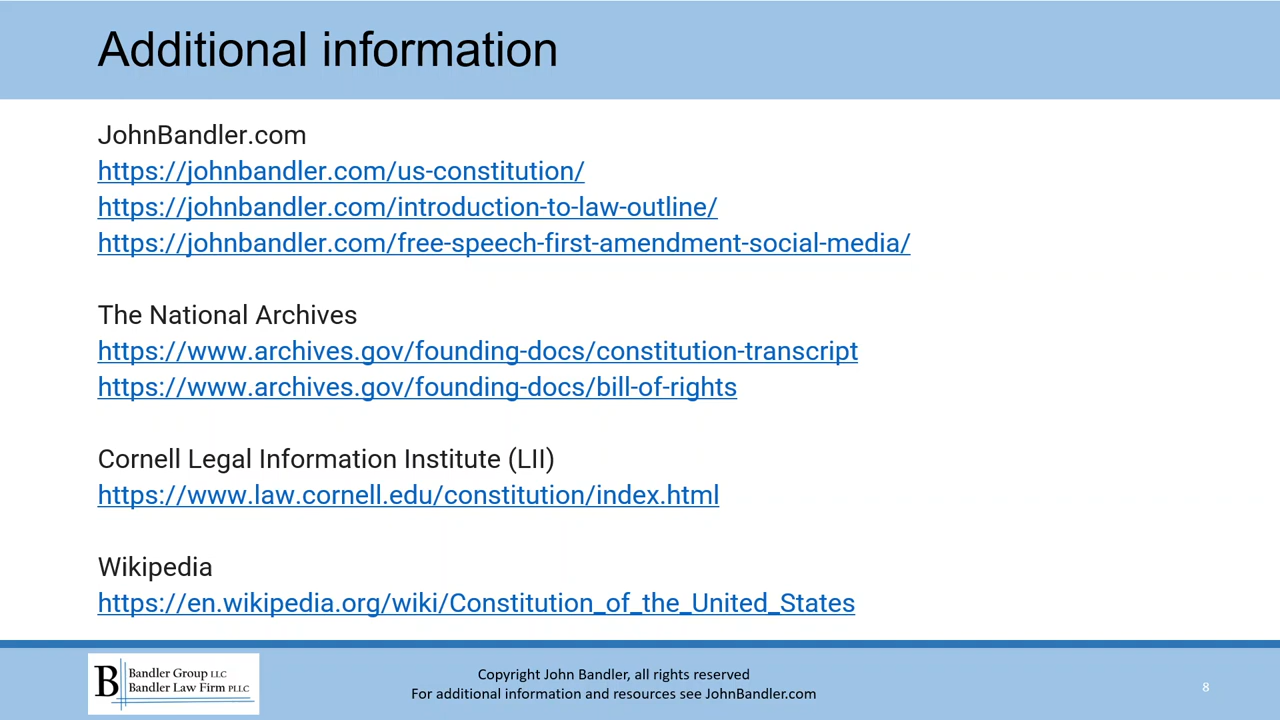 Additional information
JohnBandler.com
https://johnbandler.com/us-constitution/
https://johnbandler.com/introduction-to-law-outline/
https://johnbandler.com/free-speech-first-amendment-social-media/
The National Archives
https://www.archives.gov/founding-docs/constitution-transcript
https://www.archives.gov/founding-docs/bill-of-rights
Cornell Legal Information Institute (LII)
https://www.law.cornell.edu/constitution/index.html
Wikipedia
https://en.wikipedia.org/wiki/Constitution_of_the_United_States
B
Bandler Group LLC
Bandler Law Firm PLLC
Copyright John Bandler, all rights reserved
For additional information and resources see JohnBandler.com
8